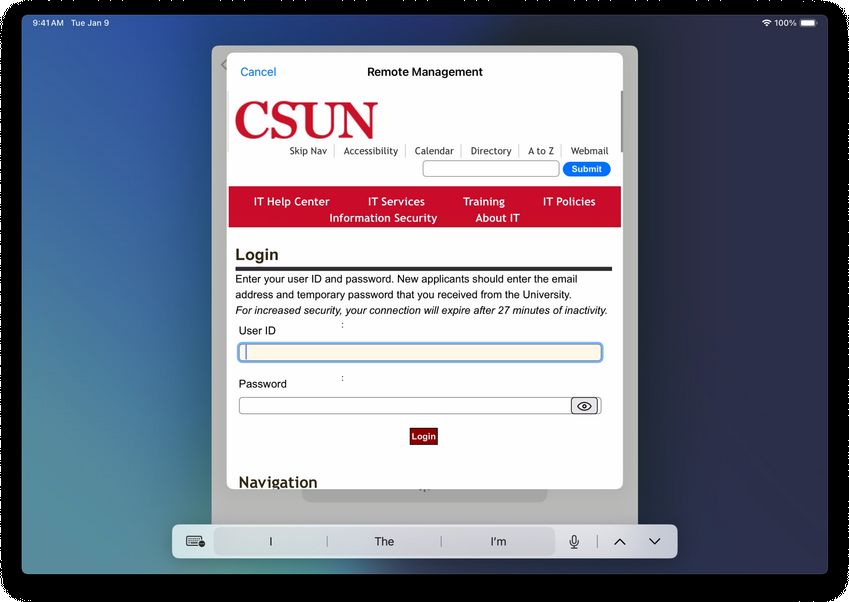 9:41 AM Tue Jan 9
100%
Cancel
Remote Management
CSUN
Skip Nav
Accessibility
Calendar
Directory
A to Z
Webmail
Submit
IT Help Center
IT Services
Training
IT Policies
Information Security
About IT
Login
Enter your user ID and password. New applicants should enter the email
address and temporary password that you received from the University.
For increased security, your connection will expire after 27 minutes of inactivity.
:
User ID
:
Password
Login
Navigation
I
The
I'm